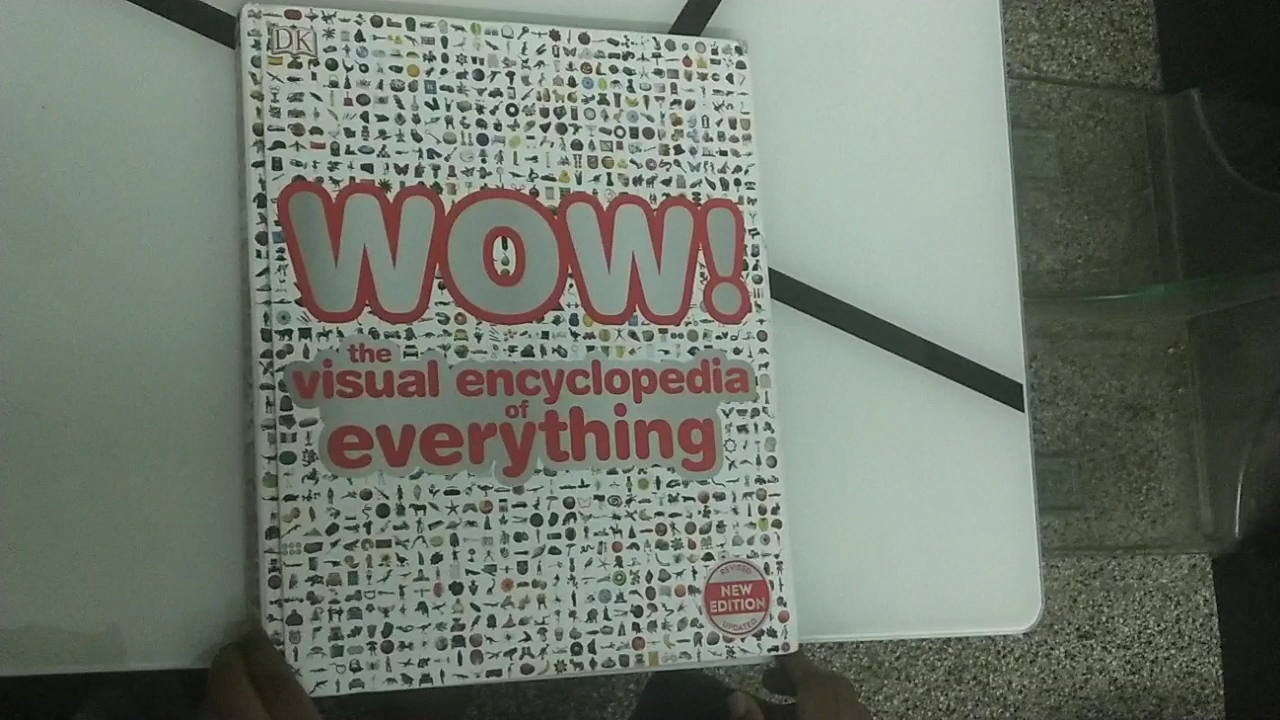 DK
WOW!
the
visual encyclopedia
of
everything
REVISED
NEW
EDITION
UPDATED